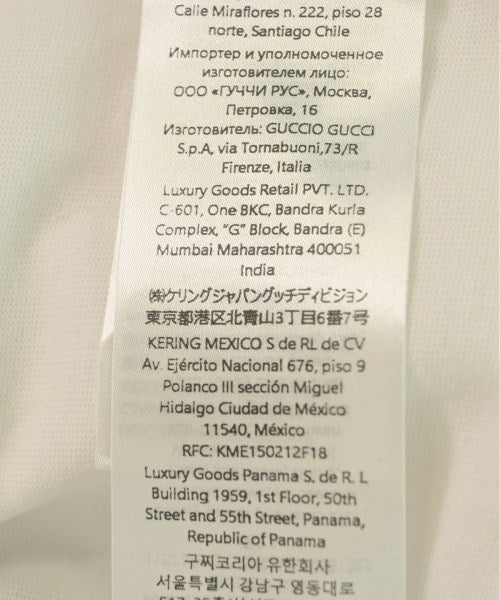 Calle Miraflores n. 222, piso 28
norte, Santiago Chile
Импортер и уполномоченное
изготовителем лицо:
ООО «ГУЧЧИ РУС», Москва,
Петровка, 16
Изготовитель: GUCCIO GUCCI
S.p.A, via Tornabuoni,73/R
Firenze, Italia
Luxury Goods Retail PVT. LTD.
C-601, One BKC, Bandra Kurla
Complex, "G" Block, Bandra (E)
Mumbai Maharashtra 400051
India
㈱ケリングジャパングッチディビジョン
東京都港区北青山3丁目6番7号
KERING MEXICO S de RL de CV
Av. Ejército Nacional 676, piso 9
Polanco III sección Miguel
Hidalgo Ciudad de México
11540, México
RFC: KME150212F18
Luxury Goods Panama S. de R. L
Building 1959, 1st Floor, 50th
Street and 55th Street, Panama,
Republic of Panama
구찌코리아 유한회사
서울특별시 강남구 영동대로